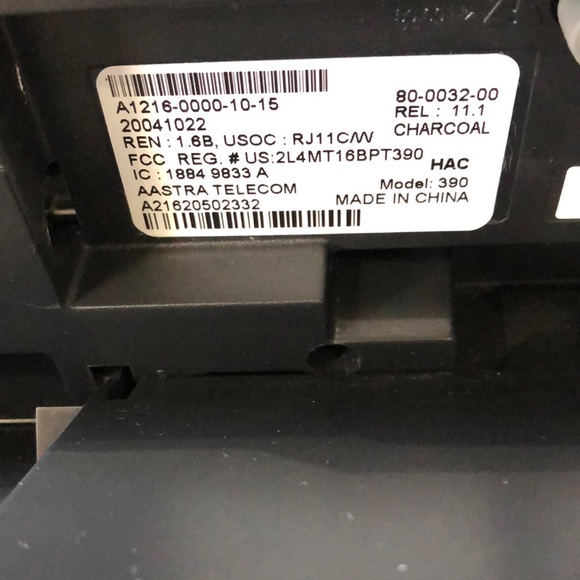 A1216-0000-10-15 80-0032-00
20041022 REL : 11.1
REN : 1.6B, USOC : RJ11C/W CHARCOAL
FCC REG. # US:2L4MT16BPT390 HAC
IC : 1884 9833 A
AASTRA TELECOM Model: 390
A21620502332 MADE IN CHINA